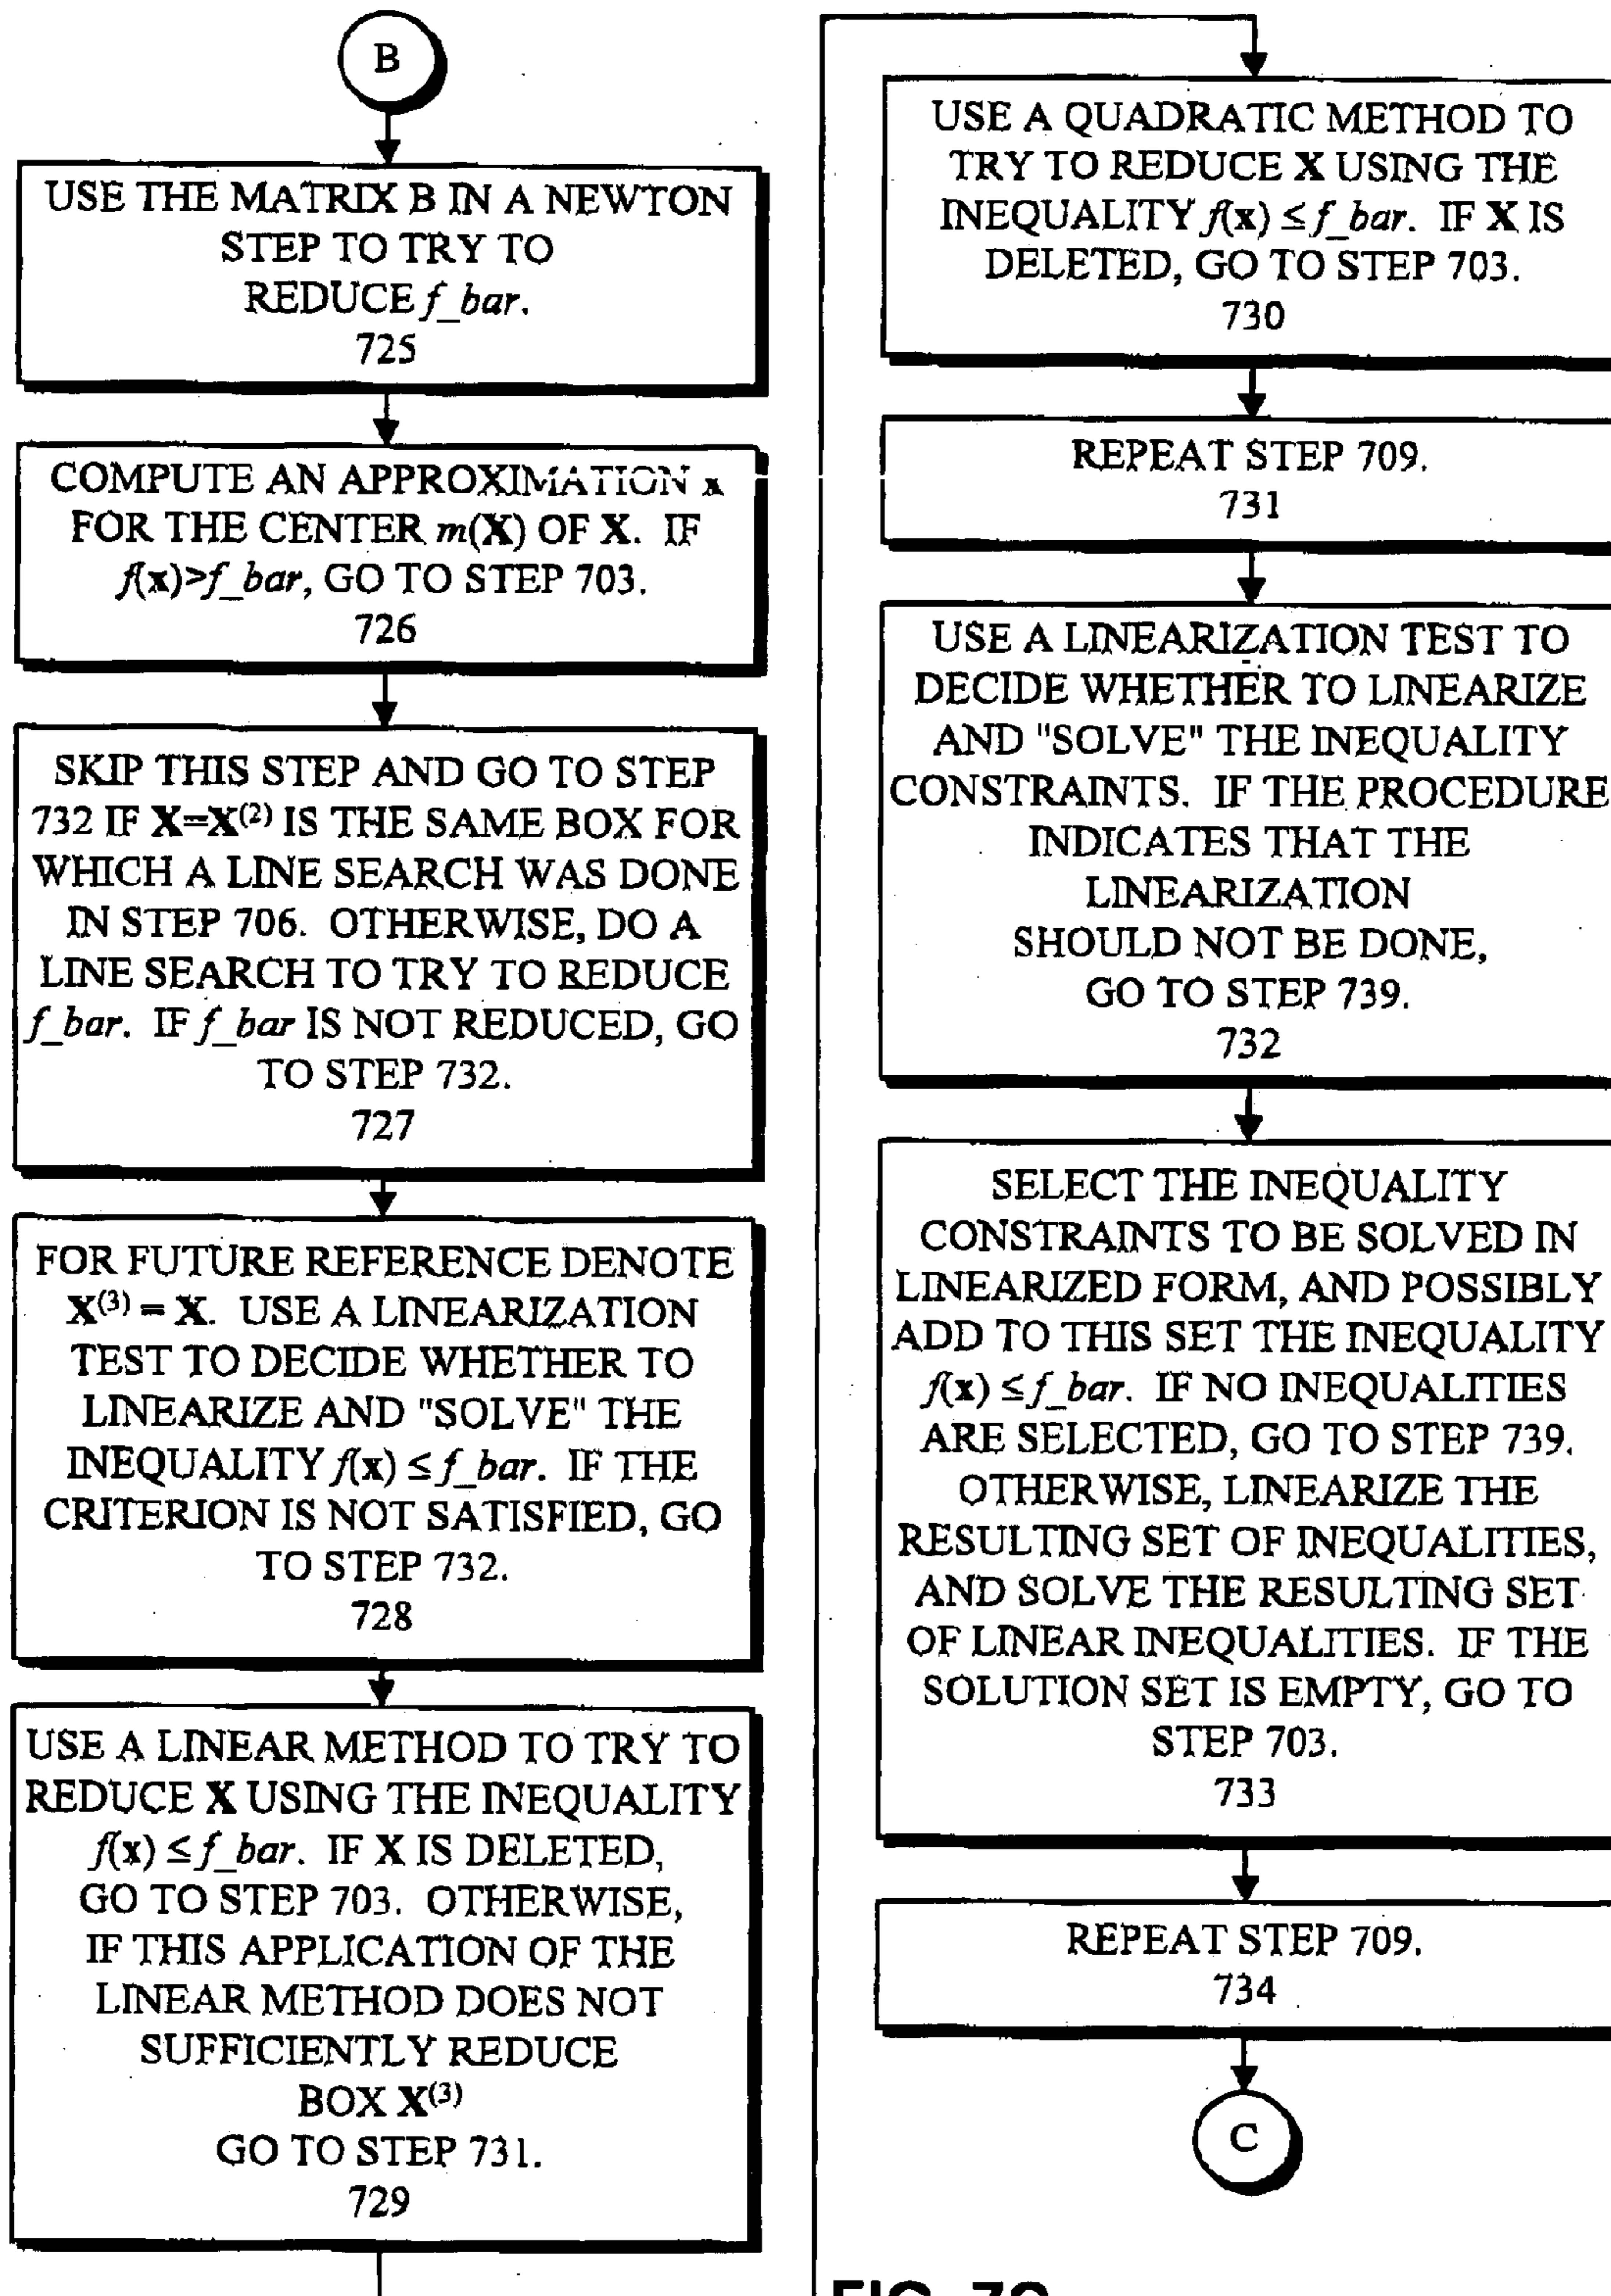 B
USE THE MATRIX B IN A NEWTON
STEP TO TRY TO
REDUCE f_bar.
725
COMPUTE AN APPROXIMATION x
FOR THE CENTER m(X) OF X. IF
f(x)>f_bar, GO TO STEP 703.
726
SKIP THIS STEP AND GO TO STEP
732 IF X=X(2) IS THE SAME BOX FOR
WHICH A LINE SEARCH WAS DONE
IN STEP 706. OTHERWISE, DO A
LINE SEARCH TO TRY TO REDUCE
f_bar. IF f_bar IS NOT REDUCED, GO
TO STEP 732.
727
FOR FUTURE REFERENCE DENOTE
X(3) = X. USE A LINEARIZATION
TEST TO DECIDE WHETHER TO
LINEARIZE AND "SOLVE" THE
INEQUALITY f(x) ≤ f_bar. IF THE
CRITERION IS NOT SATISFIED, GO
TO STEP 732.
728
USE A LINEAR METHOD TO TRY TO
REDUCE X USING THE INEQUALITY
f(x) ≤ f_bar. IF X IS DELETED,
GO TO STEP 703. OTHERWISE,
IF THIS APPLICATION OF THE
LINEAR METHOD DOES NOT
SUFFICIENTLY REDUCE
BOX X(3)
GO TO STEP 731.
729
USE A QUADRATIC METHOD TO
TRY TO REDUCE X USING THE
INEQUALITY f(x) ≤ f_bar. IF X IS
DELETED, GO TO STEP 703.
730
REPEAT STEP 709.
731
USE A LINEARIZATION TEST TO
DECIDE WHETHER TO LINEARIZE
AND "SOLVE" THE INEQUALITY
CONSTRAINTS. IF THE PROCEDURE
INDICATES THAT THE
LINEARIZATION
SHOULD NOT BE DONE,
GO TO STEP 739.
732
SELECT THE INEQUALITY
CONSTRAINTS TO BE SOLVED IN
LINEARIZED FORM, AND POSSIBLY
ADD TO THIS SET THE INEQUALITY
f(x) ≤ f_bar. IF NO INEQUALITIES
ARE SELECTED, GO TO STEP 739.
OTHERWISE, LINEARIZE THE
RESULTING SET OF INEQUALITIES,
AND SOLVE THE RESULTING SET
OF LINEAR INEQUALITIES. IF THE
SOLUTION SET IS EMPTY, GO TO
STEP 703.
733
REPEAT STEP 709.
734
C